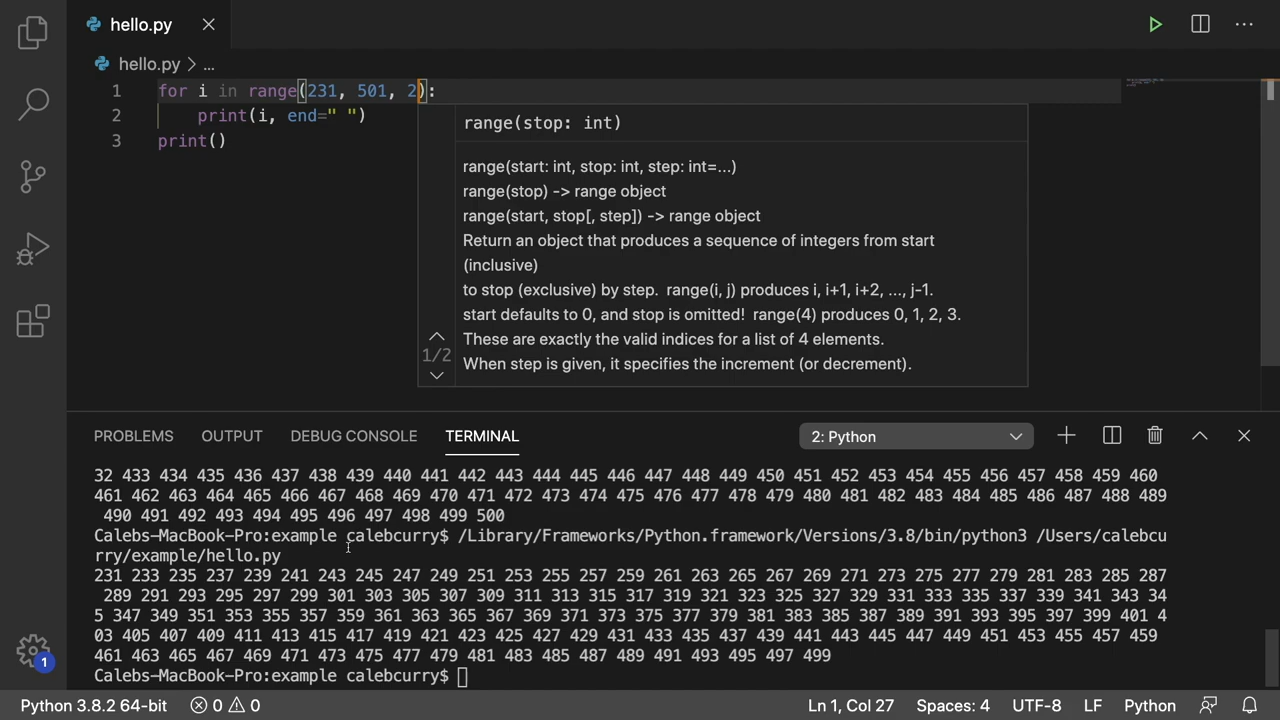 hello.py
hello.py > ...
1 for i in range(231, 501, 2):
2 print(i, end=" ")
3 print()
range(stop: int)
range(start: int, stop: int, step: int=...)
range(stop) -> range object
range(start, stop[, step]) -> range object
Return an object that produces a sequence of integers from start
(inclusive)
to stop (exclusive) by step. range(i, j) produces i, i+1, i+2, ..., j-1.
start defaults to 0, and stop is omitted! range(4) produces 0, 1, 2, 3.
1/2
These are exactly the valid indices for a list of 4 elements.
When step is given, it specifies the increment (or decrement).
PROBLEMS OUTPUT DEBUG CONSOLE TERMINAL 2: Python
32 433 434 435 436 437 438 439 440 441 442 443 444 445 446 447 448 449 450 451 452 453 454 455 456 457 458 459 460
461 462 463 464 465 466 467 468 469 470 471 472 473 474 475 476 477 478 479 480 481 482 483 484 485 486 487 488 489
490 491 492 493 494 495 496 497 498 499 500
Calebs-MacBook-Pro:example calebcurry$ /Library/Frameworks/Python.framework/Versions/3.8/bin/python3 /Users/calebcu
rry/example/hello.py
231 233 235 237 239 241 243 245 247 249 251 253 255 257 259 261 263 265 267 269 271 273 275 277 279 281 283 285 287
289 291 293 295 297 299 301 303 305 307 309 311 313 315 317 319 321 323 325 327 329 331 333 335 337 339 341 343 34
5 347 349 351 353 355 357 359 361 363 365 367 369 371 373 375 377 379 381 383 385 387 389 391 393 395 397 399 401 4
03 405 407 409 411 413 415 417 419 421 423 425 427 429 431 433 435 437 439 441 443 445 447 449 451 453 455 457 459
461 463 465 467 469 471 473 475 477 479 481 483 485 487 489 491 493 495 497 499
Calebs-MacBook-Pro:example calebcurry$
1
Python 3.8.2 64-bit 0 0 Ln 1, Col 27 Spaces: 4 UTF-8 LF Python